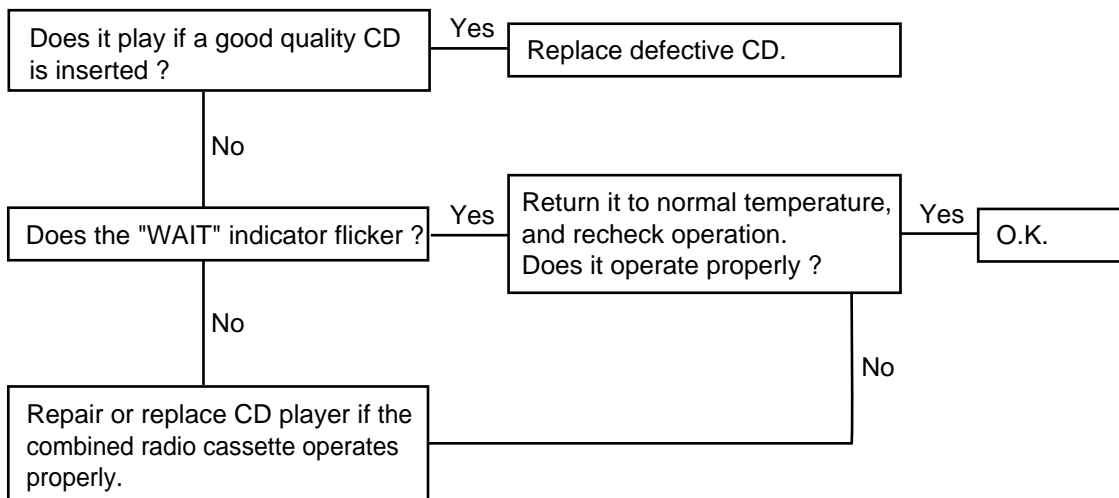 Does it play if a good quality CD
is inserted ?
Yes
Replace defective CD.
No
Does the "WAIT" indicator flicker ?
Yes
Return it to normal temperature,
and recheck operation.
Does it operate properly ?
Yes
O.K.
No
No
Repair or replace CD player if the
combined radio cassette operates
properly.